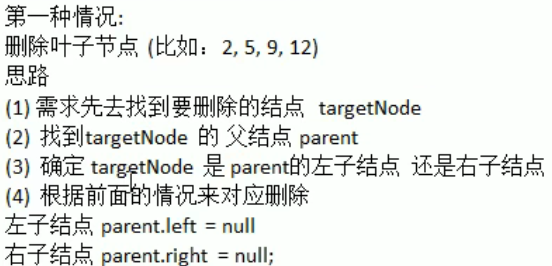 第一种情况:
删除叶子节点 (比如：2, 5, 9, 12)
思路
(1) 需求先去找到要删除的结点 targetNode
(2) 找到targetNode 的 父结点 parent
(3) 确定 targetNode 是 parent的左子结点 还是右子结点
(4) 根据前面的情况来对应删除
左子结点 parent.left = null
右子结点 parent.right = null;